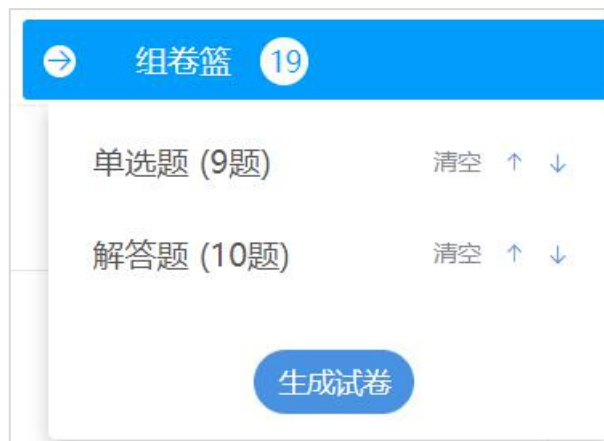 组卷篮 19
单选题 (9题) 清空 ↑ ↓
解答题 (10题) 清空 ↑ ↓
生成试卷